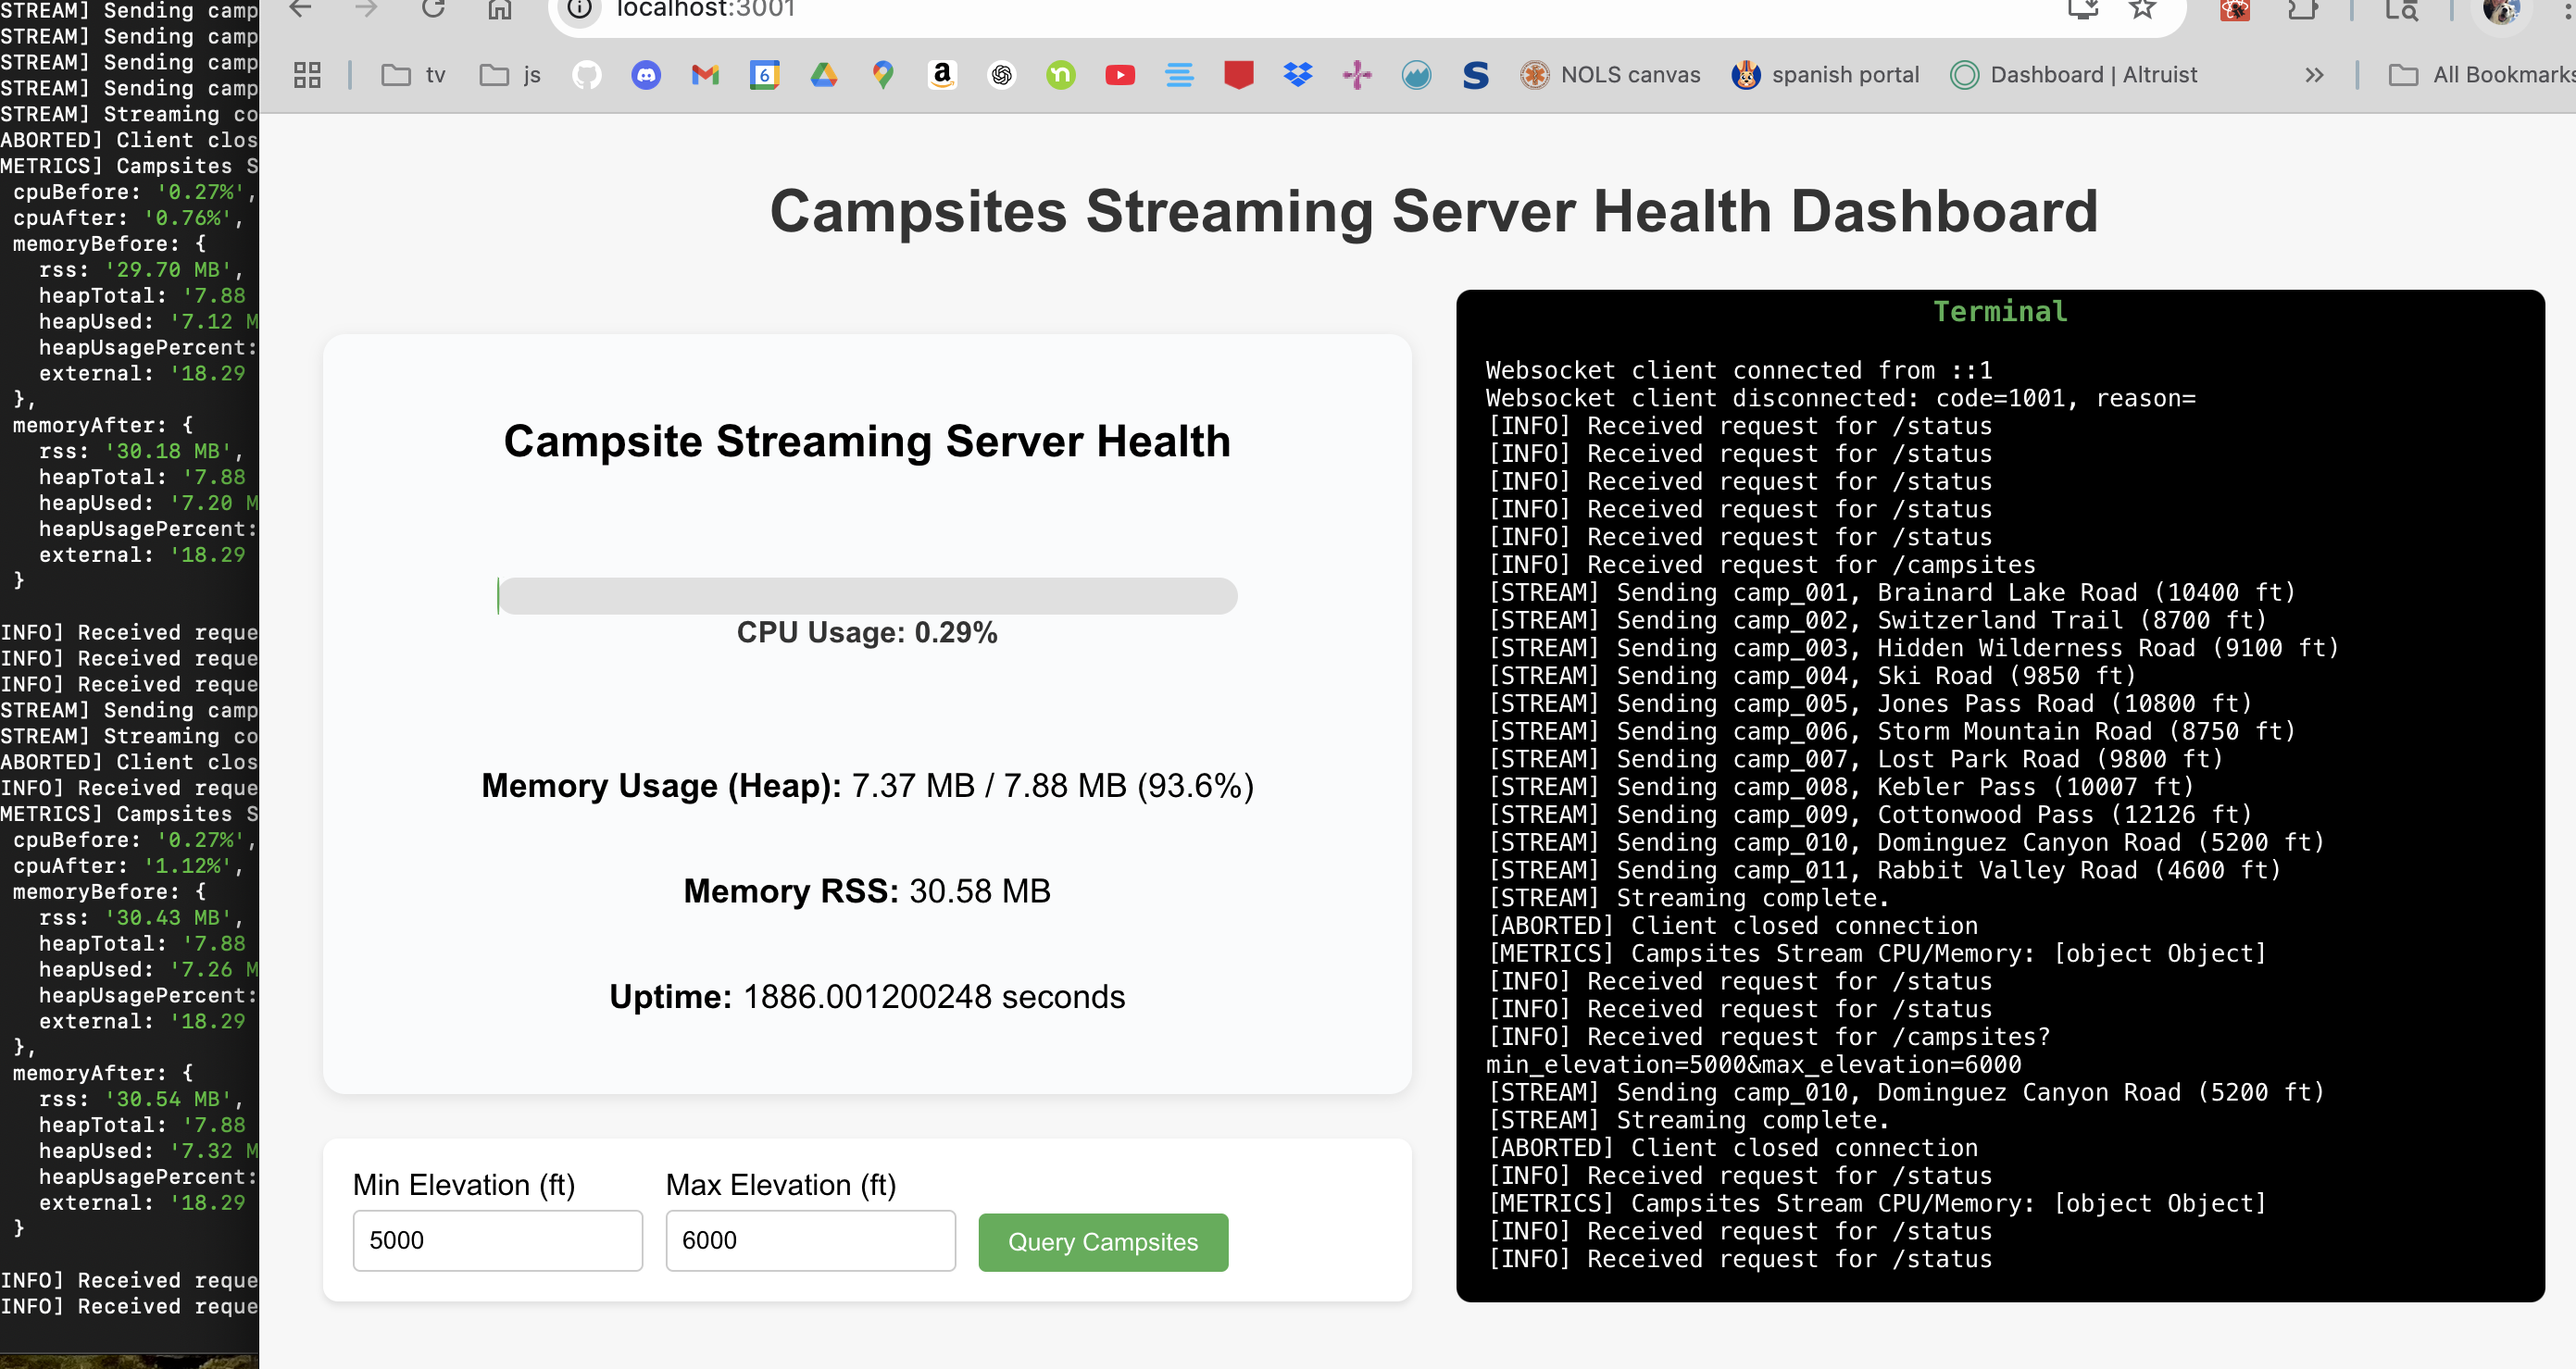 STREAM] Sending camp
STREAM] Sending camp
STREAM] Sending camp
STREAM] Sending camp
STREAM] Streaming co
ABORTED] Client clos
METRICS] Campsites S
cpuBefore: '0.27%',
cpuAfter: '0.76%',
memoryBefore: {
rss: '29.70 MB',
heapTotal: '7.88
heapUsed: '7.12 M
heapUsagePercent:
external: '18.29
},
memoryAfter: {
rss: '30.18 MB',
heapTotal: '7.88
heapUsed: '7.20 M
heapUsagePercent:
external: '18.29
}
INFO] Received reque
INFO] Received reque
INFO] Received reque
STREAM] Sending camp
STREAM] Streaming co
ABORTED] Client clos
INFO] Received reque
METRICS] Campsites S
cpuBefore: '0.27%',
cpuAfter: '1.12%',
memoryBefore: {
rss: '30.43 MB',
heapTotal: '7.88
heapUsed: '7.26 M
heapUsagePercent:
external: '18.29
},
memoryAfter: {
rss: '30.54 MB',
heapTotal: '7.88
heapUsed: '7.32 M
heapUsagePercent:
external: '18.29
}
INFO] Received reque
INFO] Received reque
localhost:3001
tv js 6 a n S NOLS canvas spanish portal Dashboard | Altruist » All Bookmarks
Campsites Streaming Server Health Dashboard
Campsite Streaming Server Health
CPU Usage: 0.29%
Memory Usage (Heap): 7.37 MB / 7.88 MB (93.6%)
Memory RSS: 30.58 MB
Uptime: 1886.001200248 seconds
Min Elevation (ft) Max Elevation (ft)
5000 6000 Query Campsites
Terminal
Websocket client connected from ::1
Websocket client disconnected: code=1001, reason=
[INFO] Received request for /status
[INFO] Received request for /status
[INFO] Received request for /status
[INFO] Received request for /status
[INFO] Received request for /status
[INFO] Received request for /campsites
[STREAM] Sending camp_001, Brainard Lake Road (10400 ft)
[STREAM] Sending camp_002, Switzerland Trail (8700 ft)
[STREAM] Sending camp_003, Hidden Wilderness Road (9100 ft)
[STREAM] Sending camp_004, Ski Road (9850 ft)
[STREAM] Sending camp_005, Jones Pass Road (10800 ft)
[STREAM] Sending camp_006, Storm Mountain Road (8750 ft)
[STREAM] Sending camp_007, Lost Park Road (9800 ft)
[STREAM] Sending camp_008, Kebler Pass (10007 ft)
[STREAM] Sending camp_009, Cottonwood Pass (12126 ft)
[STREAM] Sending camp_010, Dominguez Canyon Road (5200 ft)
[STREAM] Sending camp_011, Rabbit Valley Road (4600 ft)
[STREAM] Streaming complete.
[ABORTED] Client closed connection
[METRICS] Campsites Stream CPU/Memory: [object Object]
[INFO] Received request for /status
[INFO] Received request for /status
[INFO] Received request for /campsites?
min_elevation=5000&max_elevation=6000
[STREAM] Sending camp_010, Dominguez Canyon Road (5200 ft)
[STREAM] Streaming complete.
[ABORTED] Client closed connection
[INFO] Received request for /status
[METRICS] Campsites Stream CPU/Memory: [object Object]
[INFO] Received request for /status
[INFO] Received request for /status